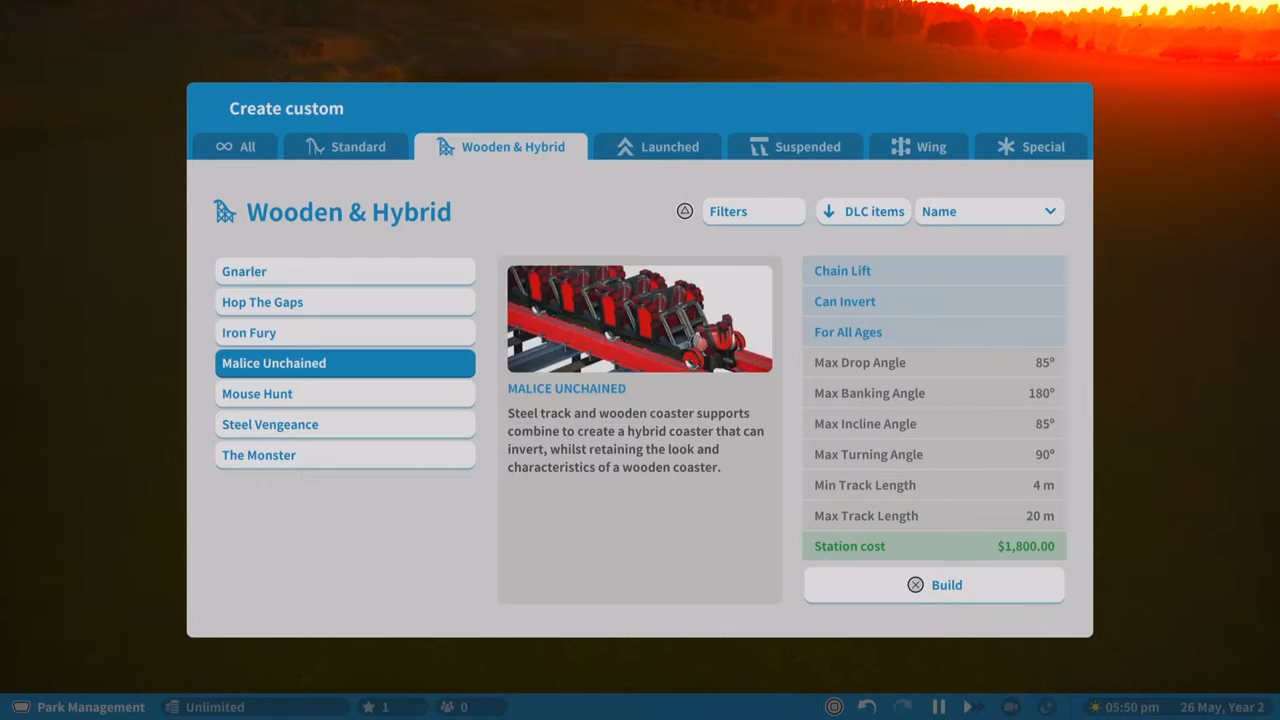 Create custom
All
Standard
Wooden & Hybrid
Launched
Suspended
Wing
Special
Wooden & Hybrid
Filters
DLC items
Name
Gnarler
Hop The Gaps
Iron Fury
Malice Unchained
Mouse Hunt
Steel Vengeance
The Monster
MALICE UNCHAINED
Steel track and wooden coaster supports
combine to create a hybrid coaster that can
invert, whilst retaining the look and
characteristics of a wooden coaster.
Chain Lift
Can Invert
For All Ages
Max Drop Angle 85º
Max Banking Angle 180º
Max Incline Angle 85º
Max Turning Angle 90º
Min Track Length 4 m
Max Track Length 20 m
Station cost $1,800.00
Build
Park Management
Unlimited
1
0
05:50 pm
26 May, Year 2